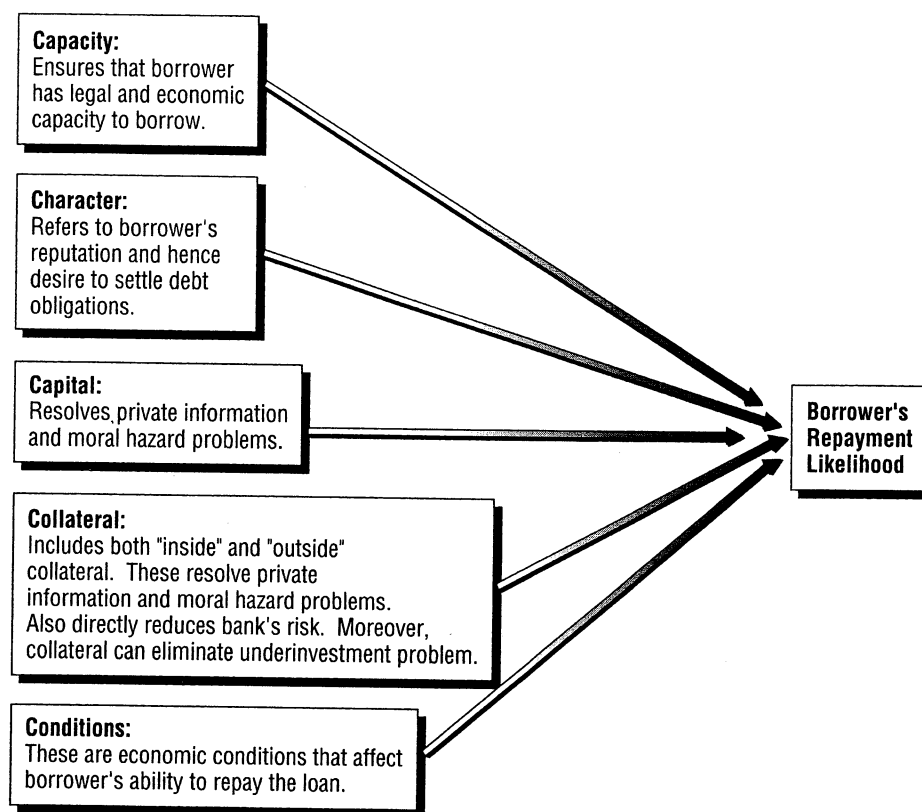 Capacity:
Ensures that borrower
has legal and economic
capacity to borrow.
Character:
Refers to borrower's
reputation and hence
desire to settle debt
obligations.
Capital:
Resolves private information
and moral hazard problems.
Collateral:
Includes both "inside" and "outside"
collateral. These resolve private
information and moral hazard problems.
Also directly reduces bank's risk. Moreover,
collateral can eliminate underinvestment problem.
Conditions:
These are economic conditions that affect
borrower's ability to repay the loan.
Borrower's
Repayment
Likelihood